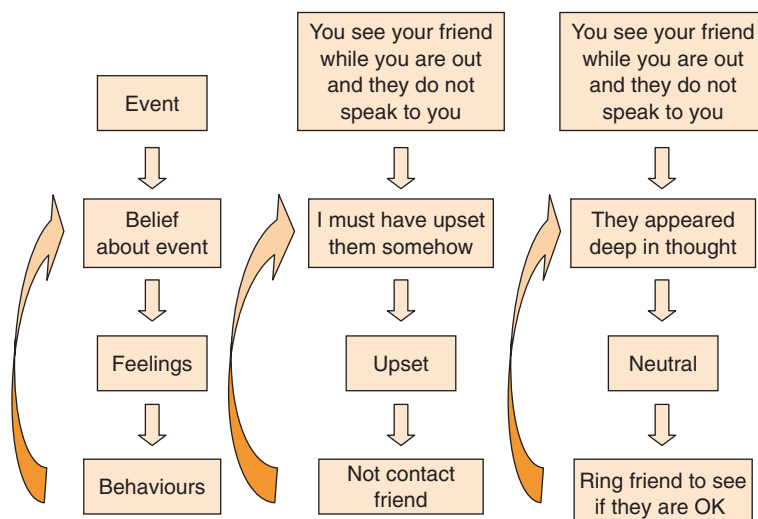 Event
Belief
about event
Feelings
Behaviours
You see your friend
while you are out
and they do not
speak to you
I must have upset
them somehow
Upset
Not contact
friend
You see your friend
while you are out
and they do not
speak to you
They appeared
deep in thought
Neutral
Ring friend to see
if they are OK